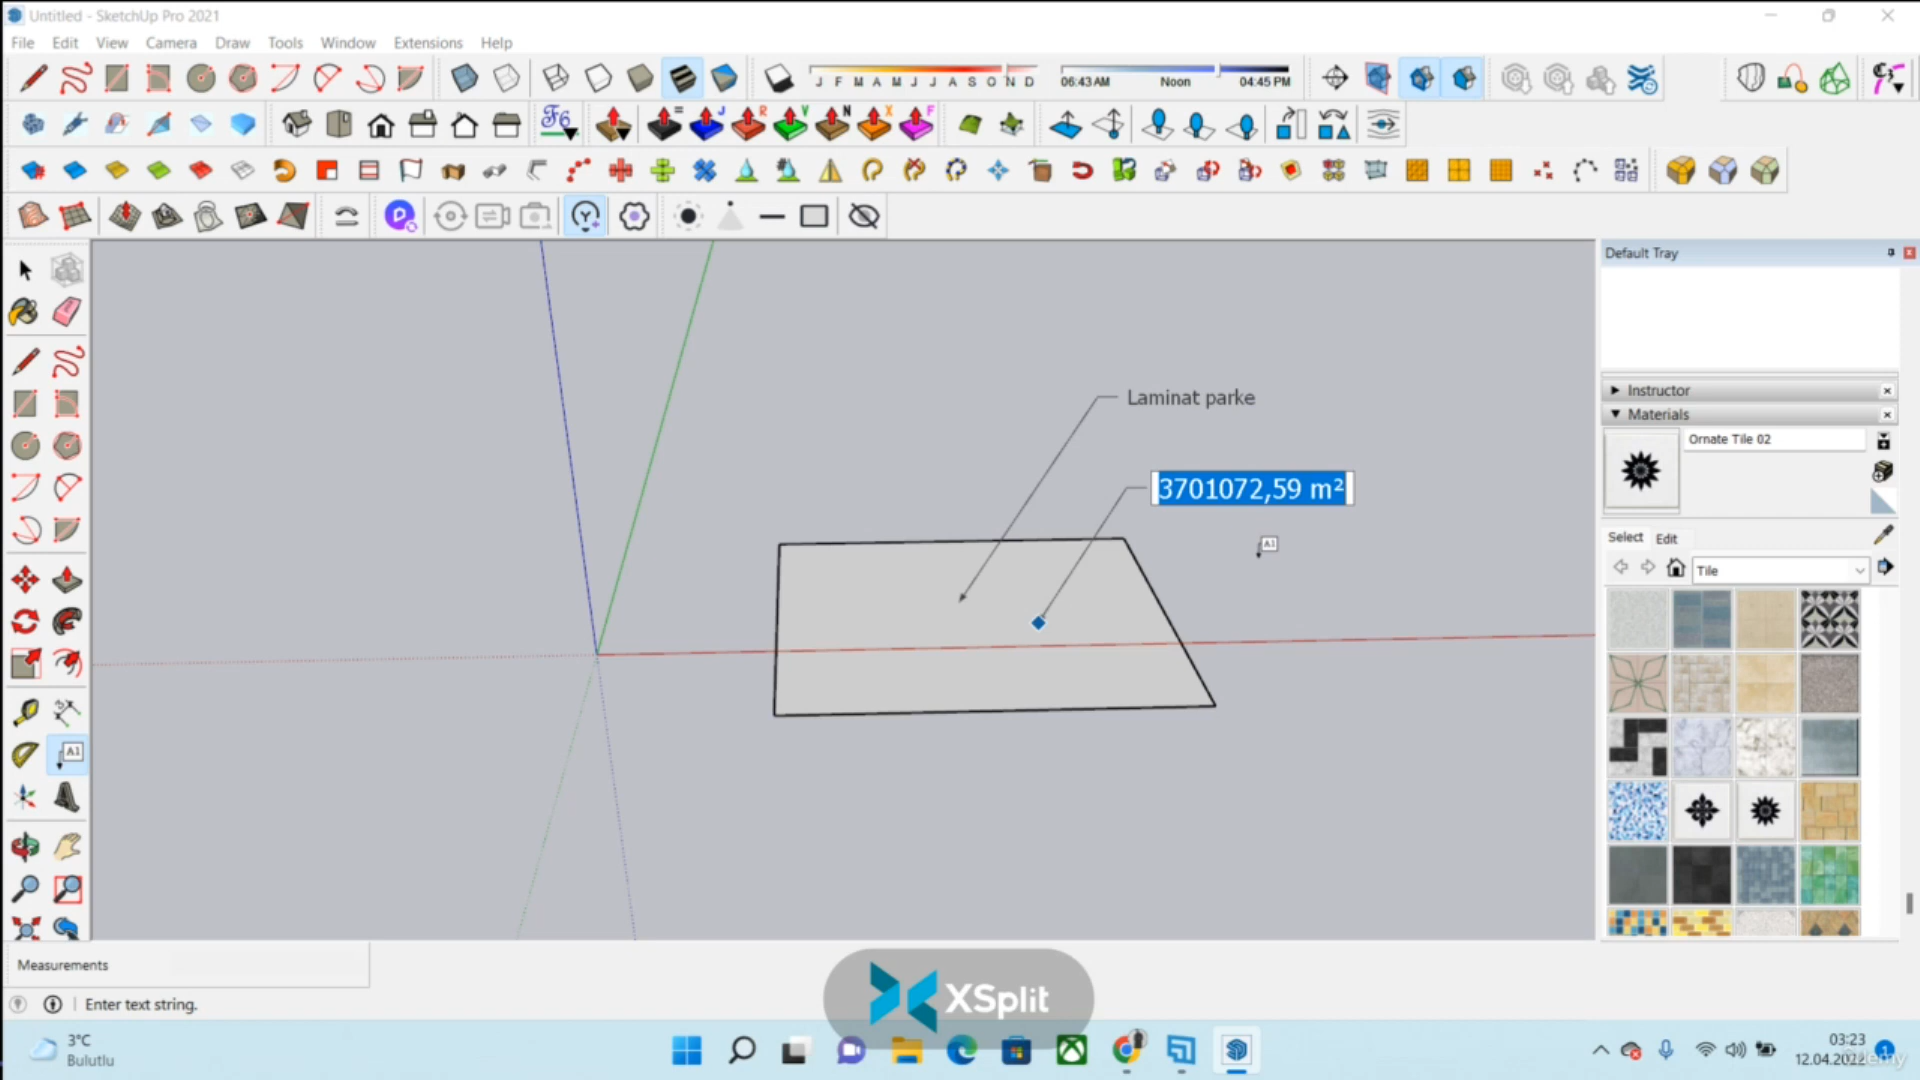 Untitled - SketchUp Pro 2021
File Edit View Camera Draw Tools Window Extensions Help
J F M A M J J A S O N D
06:43 AM Noon 04:45 PM
Default Tray
Laminat parke
3701072,59 m²
A1
Instructor
Materials
Ornate Tile 02
Select Edit
Tile
A1
Measurements
Enter text string.
XSplit
3°C
Bulutlu
03:23
12.04.2022